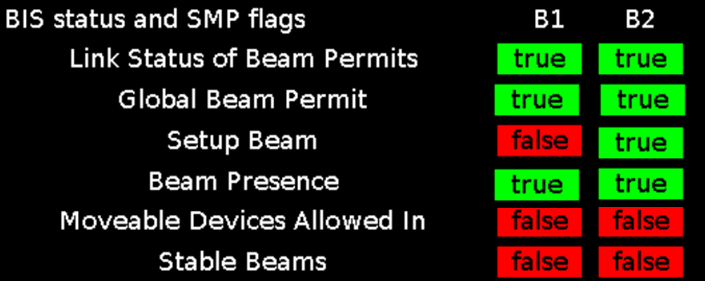 BIS status and SMP flags B1 B2
Link Status of Beam Permits true true
Global Beam Permit true true
Setup Beam false true
Beam Presence true true
Moveable Devices Allowed In false false
Stable Beams false false